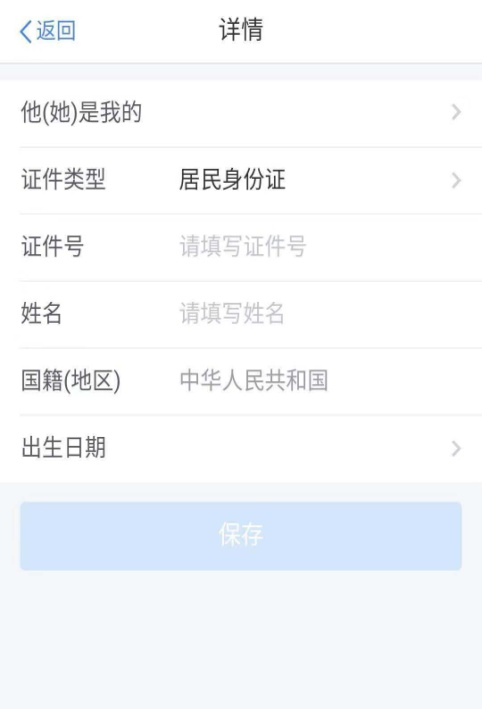 返回 详情
他(她)是我的
证件类型 居民身份证
证件号 请填写证件号
姓名 请填写姓名
国籍(地区) 中华人民共和国
出生日期
保存